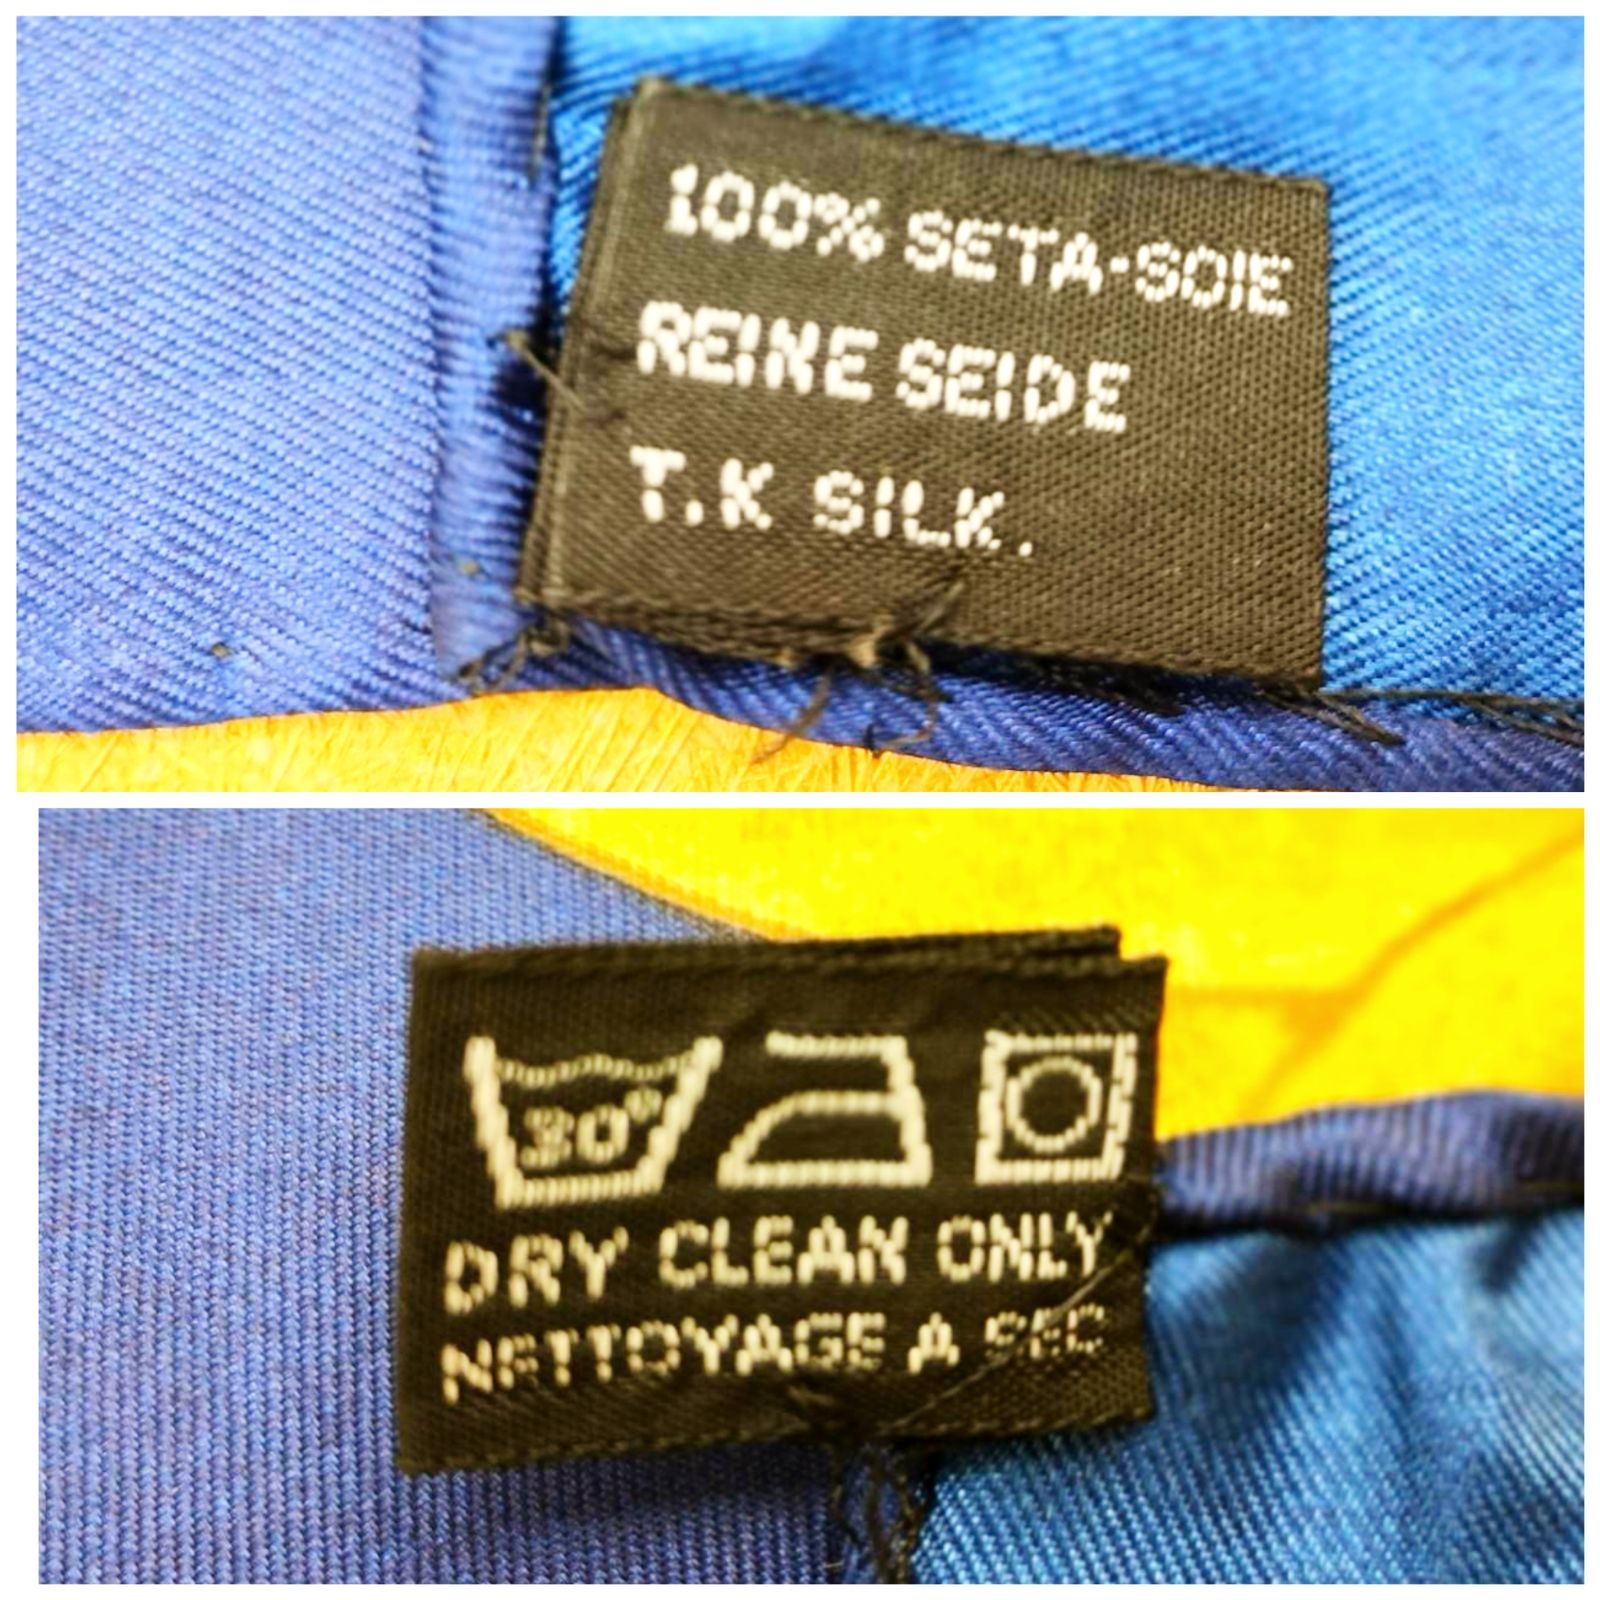 100% SETA-SOIE
REINE SEIDE
T.K SILK.
30°
DRY CLEAN ONLY
NETTOYAGE A SEC